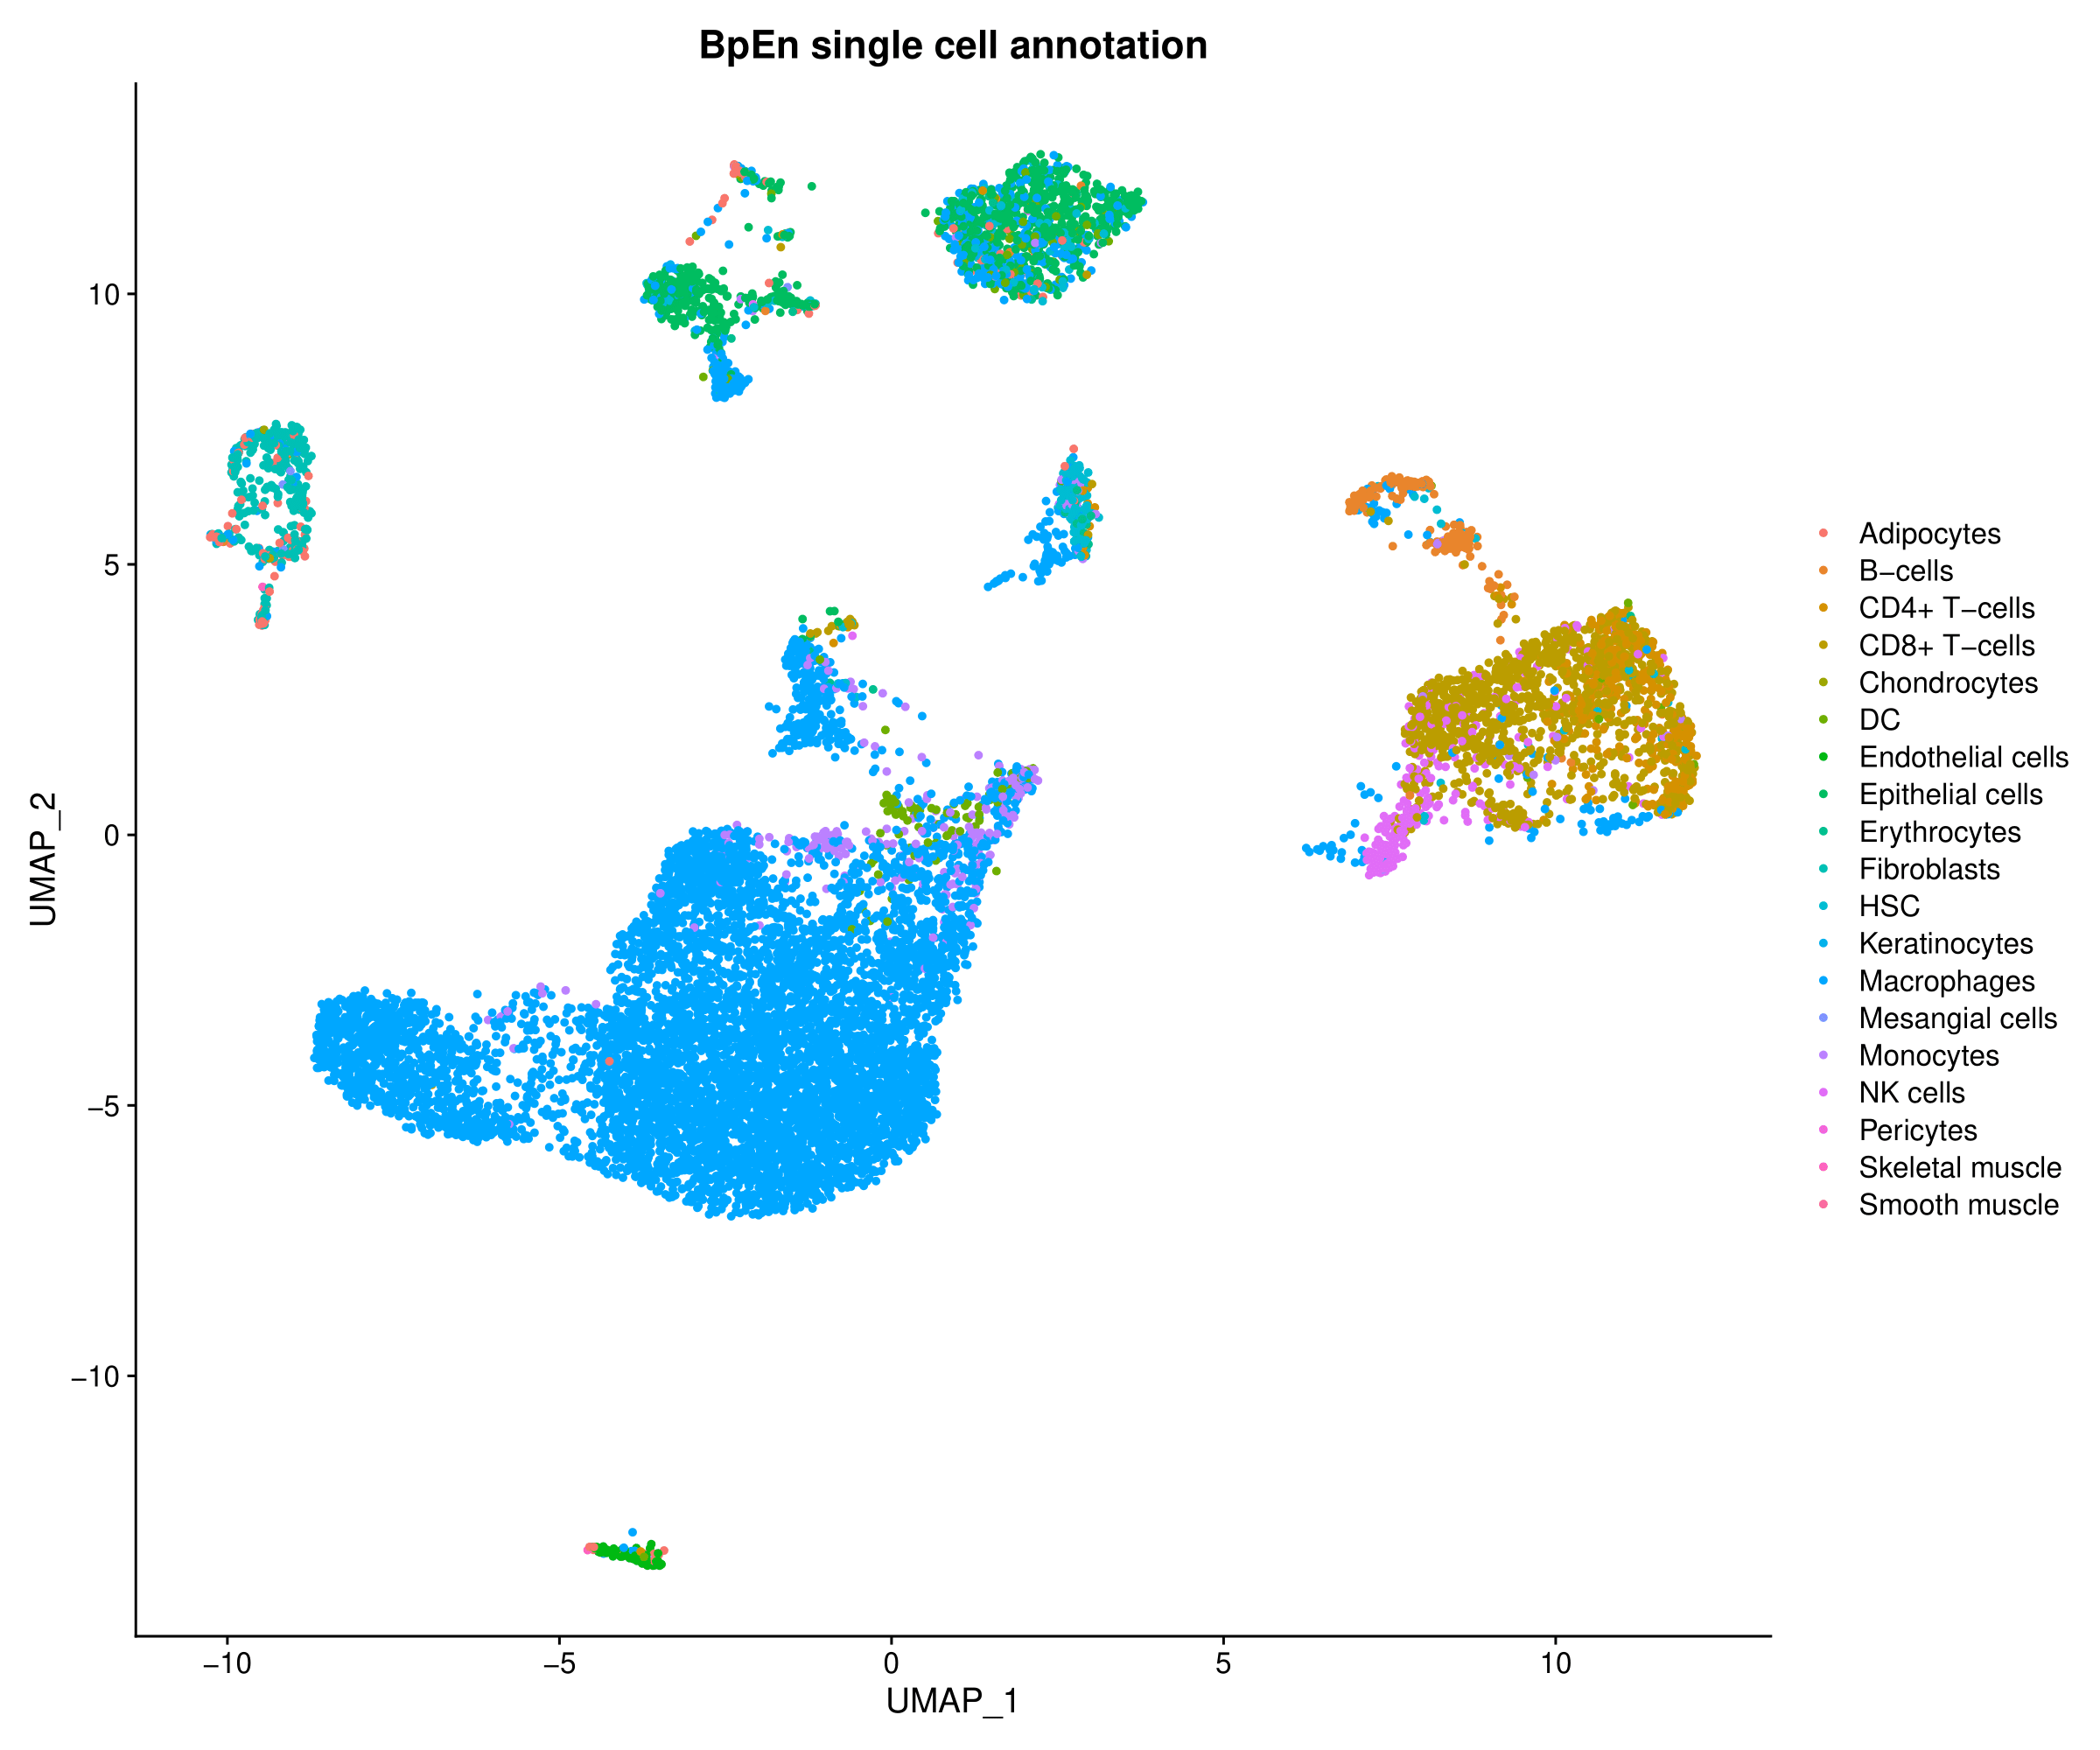 BpEn single cell annotation
10
5
0
−5
−10
UMAP_2
−10
−5
0
5
10
UMAP_1
Adipocytes
B−cells
CD4+ T−cells
CD8+ T−cells
Chondrocytes
DC
Endothelial cells
Epithelial cells
Erythrocytes
Fibroblasts
HSC
Keratinocytes
Macrophages
Mesangial cells
Monocytes
NK cells
Pericytes
Skeletal muscle
Smooth muscle